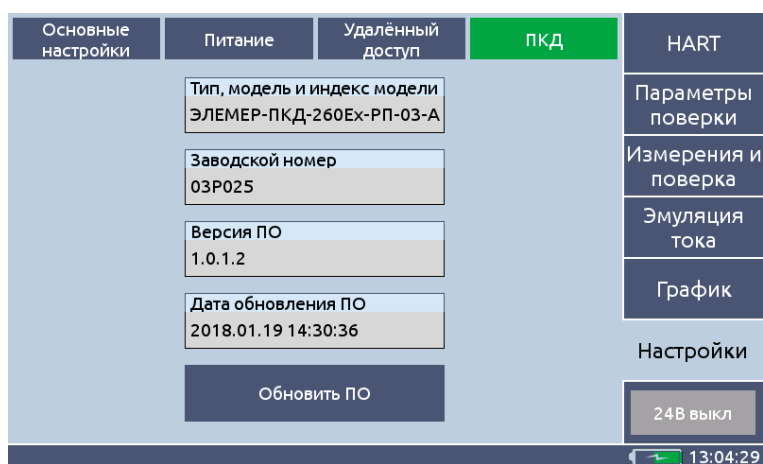 Основные
настройки
Питание
Удалённый
доступ
ПКД
HART
Тип, модель и индекс модели
ЭЛЕМЕР-ПКД-260Ex-РП-03-А
Параметры
поверки
Заводской номер
03Р025
Измерения и
поверка
Версия ПО
1.0.1.2
Эмуляция
тока
График
Дата обновления ПО
2018.01.19 14:30:36
Настройки
Обновить ПО
24В выкл
13:04:29